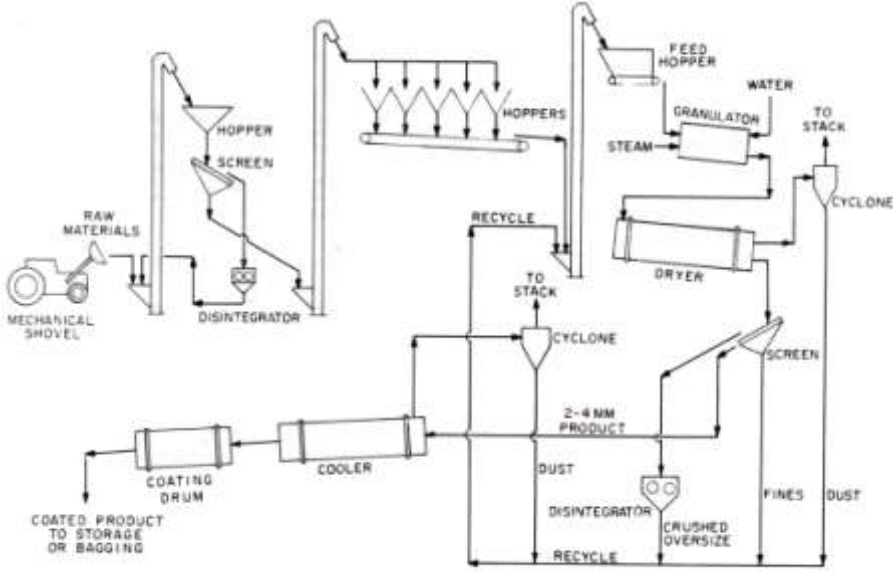 FEED
HOPPER
WATER
HOPPERS
GRANULATOR
TO
STACK
HOPPER
SCREEN
STEAM
CYCLONE
RAW
MATERIALS
RECYCLE
DRYER
TO
STACK
DISINTEGRATOR
MECHANICAL
SHOVEL
CYCLONE
SCREEN
2-4 MM
PRODUCT
COOLER
COATING
DRUM
DUST
FINES
DUST
DISINTEGRATOR
COATED PRODUCT
TO STORAGE
OR BAGGING
CRUSHED
OVERSIZE
RECYCLE